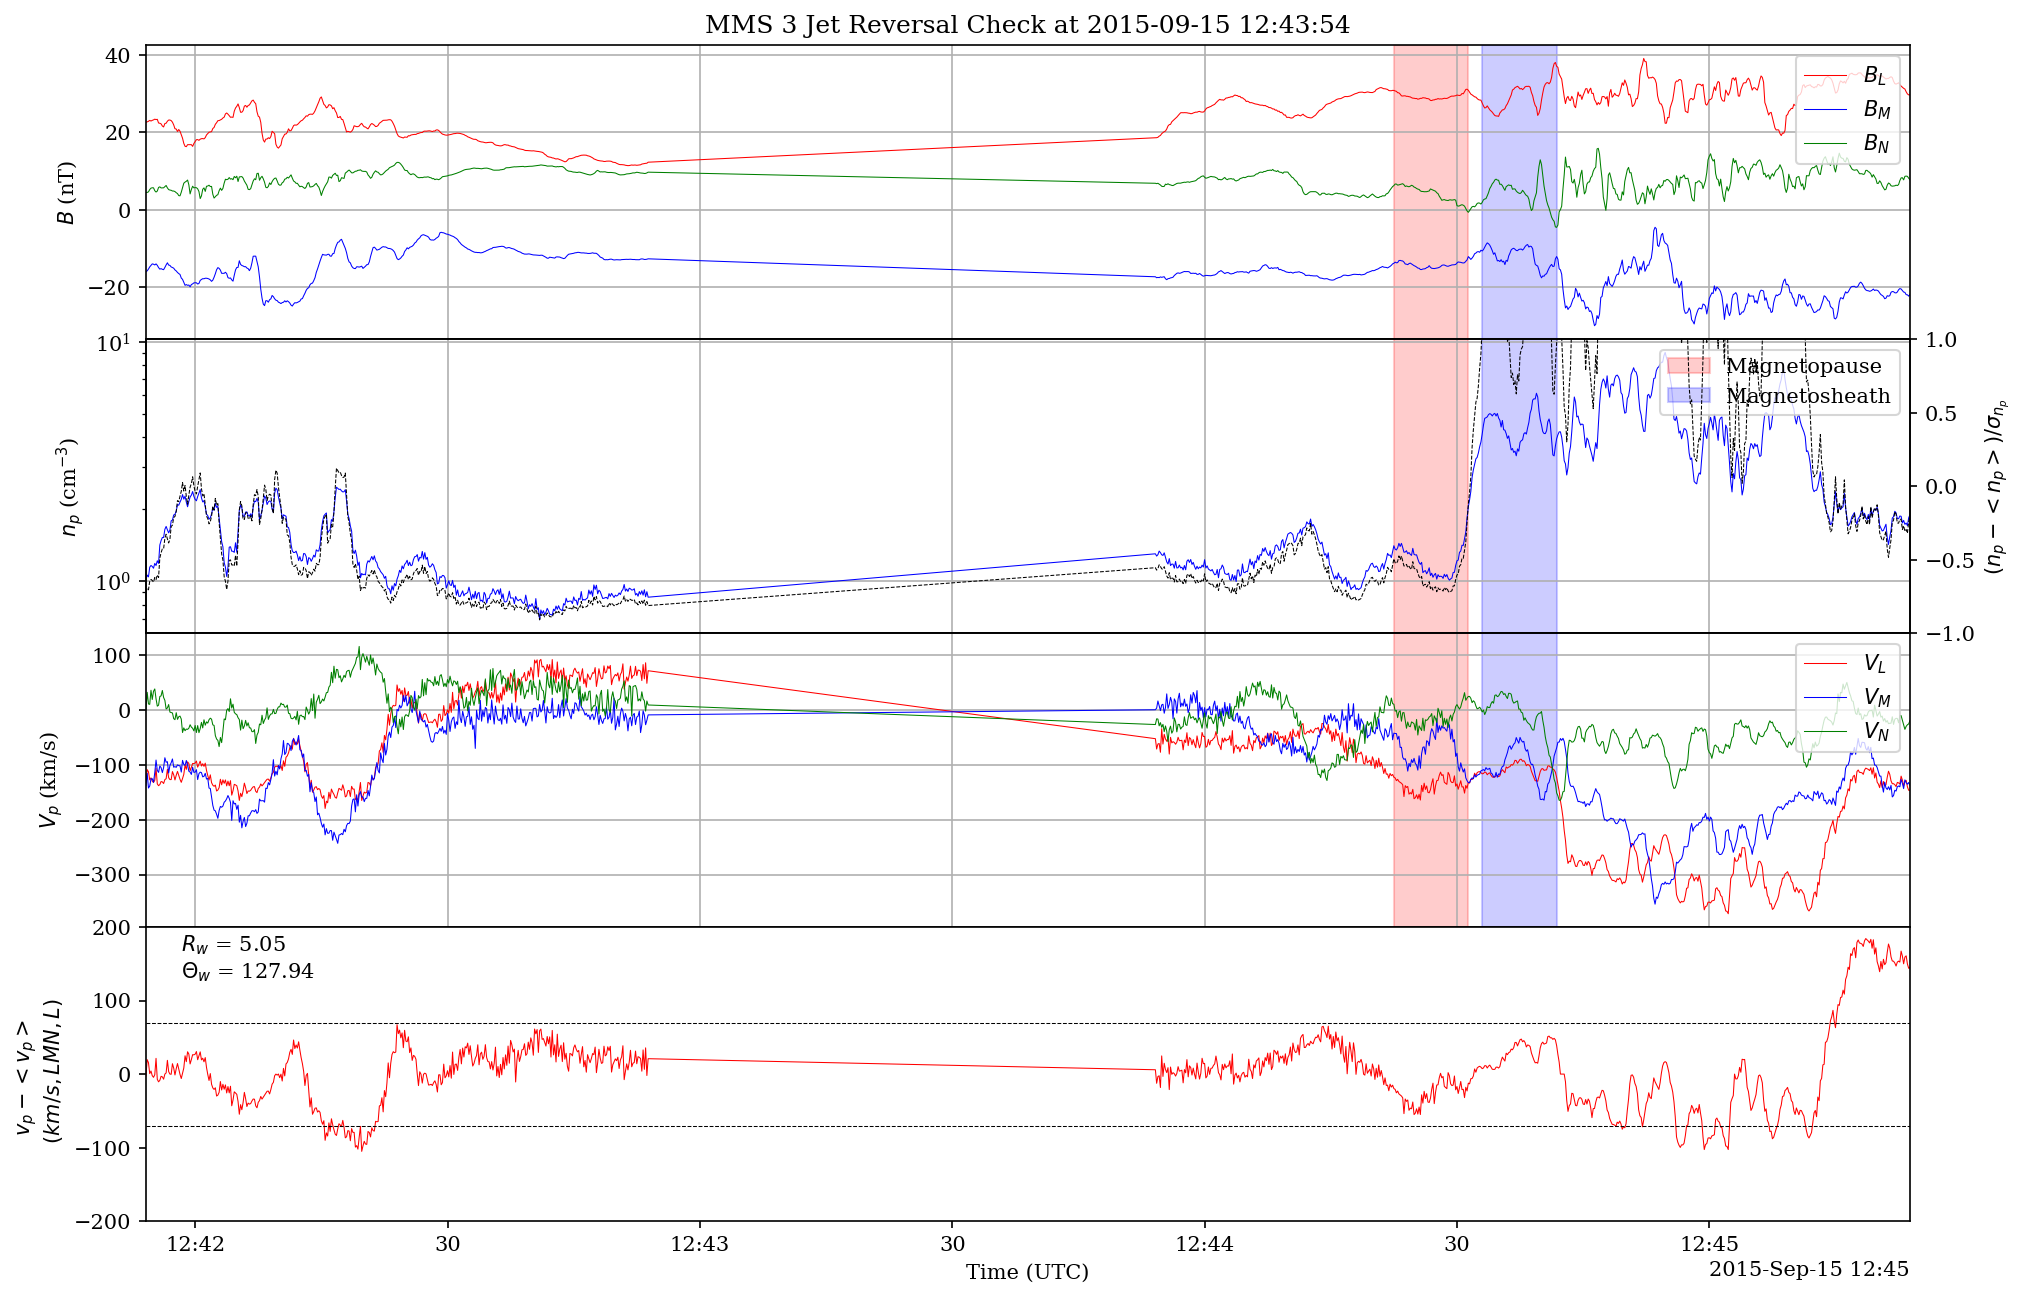 MMS 3 Jet Reversal Check at 2015-09-15 12:43:54
40
20
0
−20
B (nT)
B_L
B_M
B_N
10^1
10^0
n_p (cm^−3)
1.0
0.5
0.0
−0.5
−1.0
(n_p − < n_p >)/σ_{n_p}
Magnetopause
Magnetosheath
100
0
−100
−200
−300
V_p (km/s)
V_L
V_M
V_N
200
100
0
−100
−200
v_p − < v_p >
(km/s, LMN, L)
R_w = 5.05
Θ_w = 127.94
12:42
30
12:43
30
12:44
30
12:45
Time (UTC)
2015-Sep-15 12:45